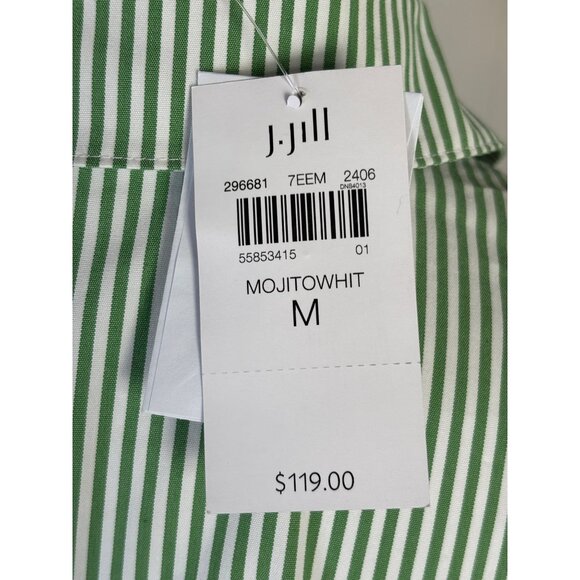 J.Jill
296681 7EEM 2406
DNB4013
55853415 01
MOJITOWHIT
M
$119.00